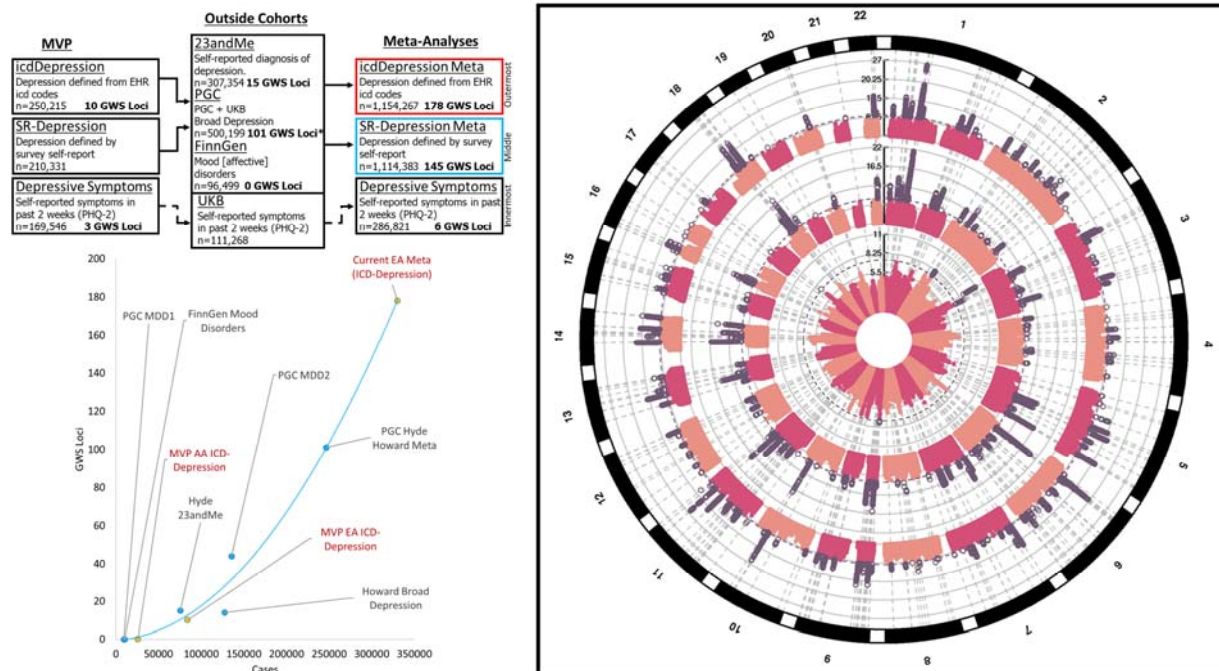 MVP
Outside Cohorts
Meta-Analyses
icdDepression
Depression defined from EHR
icd codes
n=250,215 10 GWS Loci
SR-Depression
Depression defined by
survey self-report
n=210,331
Depressive Symptoms
Self-reported symptoms in
past 2 weeks (PHQ-2)
n=169,546 3 GWS Loci
23andMe
Self-reported diagnosis of
depression.
n=307,354 15 GWS Loci
PGC
PGC + UKB
Broad Depression
n=500,199 101 GWS Loci*
FinnGen
Mood [affective]
disorders
n=96,499 0 GWS Loci
UKB
Self-reported symptoms
in past 2 weeks (PHQ-2)
n=111,268
icdDepression Meta
Depression defined from EHR
icd codes
n=1,154,267 178 GWS Loci
Outermost
SR-Depression Meta
Depression defined by survey
self-report
n=1,114,383 145 GWS Loci
Middle
Depressive Symptoms
Self-reported symptoms in past
2 weeks (PHQ-2)
n=286,821 6 GWS Loci
Innermost
GWS Loci
200
180
160
140
120
100
80
60
40
20
0
0 50000 100000 150000 200000 250000 300000 350000
Cases
PGC MDD1
FinnGen Mood
Disorders
Current EA Meta
(ICD-Depression)
PGC MDD2
PGC Hyde
Howard Meta
MVP AA ICD-
Depression
Hyde
23andMe
MVP EA ICD-
Depression
Howard Broad
Depression
1
2
3
4
5
6
7
8
9
10
11
12
13
14
15
16
17
18
19
20
21
22
27
20.25
22
16.5
11
8.25
5.5